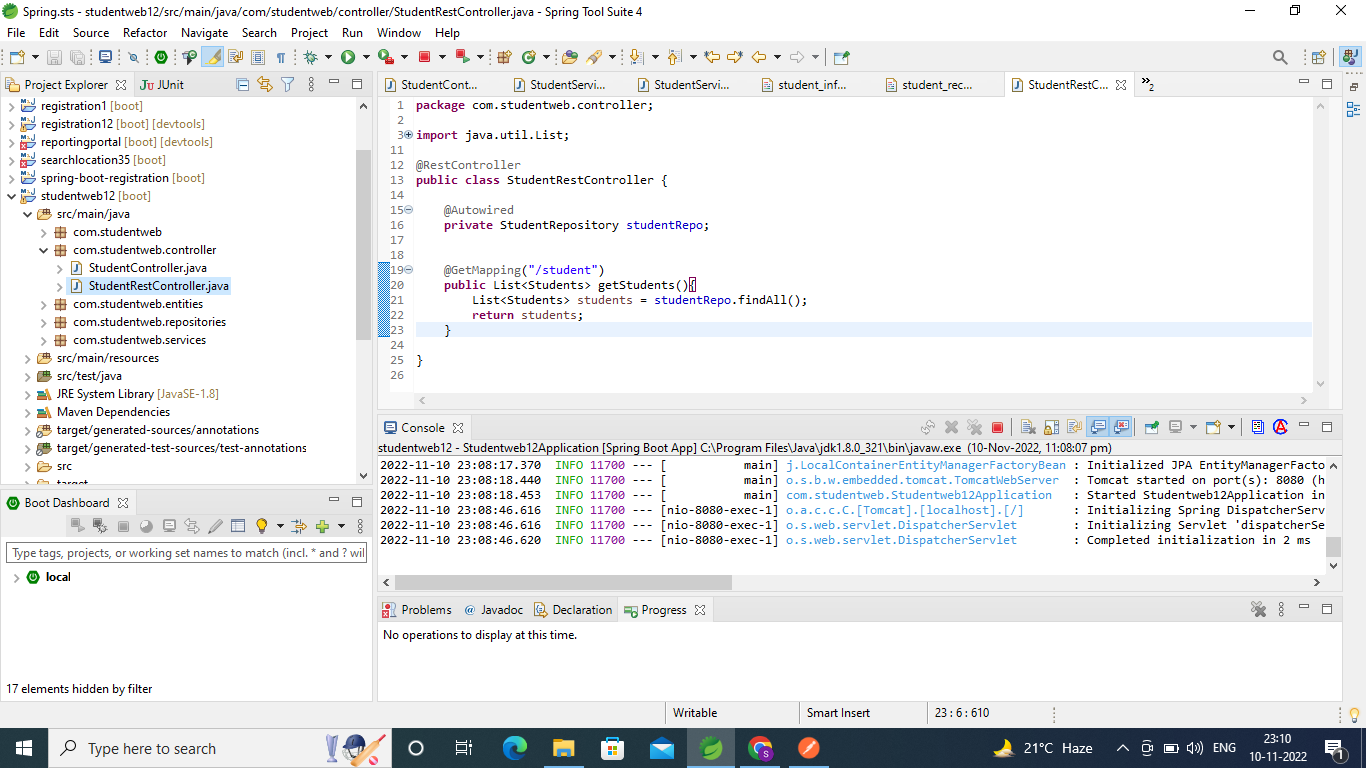 Spring.sts - studentweb12/src/main/java/com/studentweb/controller/StudentRestController.java - Spring Tool Suite 4
File Edit Source Refactor Navigate Search Project Run Window Help
Project Explorer JUnit
registration1 [boot]
registration12 [boot] [devtools]
reportingportal [boot] [devtools]
searchlocation35 [boot]
spring-boot-registration [boot]
studentweb12 [boot]
src/main/java
com.studentweb
com.studentweb.controller
StudentController.java
StudentRestController.java
com.studentweb.entities
com.studentweb.repositories
com.studentweb.services
src/main/resources
src/test/java
JRE System Library [JavaSE-1.8]
Maven Dependencies
target/generated-sources/annotations
target/generated-test-sources/test-annotations
src
target
Boot Dashboard
Type tags, projects, or working set names to match (incl. * and ? wil
local
17 elements hidden by filter
StudentCont... StudentServi... StudentServi... student_inf... student_rec... StudentRestC... »2
1 package com.studentweb.controller;
2
3 import java.util.List;
11
12 @RestController
13 public class StudentRestController {
14
15 @Autowired
16 private StudentRepository studentRepo;
17
18
19 @GetMapping("/student")
20 public List<Students> getStudents(){
21 List<Students> students = studentRepo.findAll();
22 return students;
23 }
24
25 }
26
Console
studentweb12 - Studentweb12Application [Spring Boot App] C:\Program Files\Java\jdk1.8.0_321\bin\javaw.exe (10-Nov-2022, 11:08:07 pm)
2022-11-10 23:08:17.370 INFO 11700 --- [ main] j.LocalContainerEntityManagerFactoryBean : Initialized JPA EntityManagerFacto
2022-11-10 23:08:18.440 INFO 11700 --- [ main] o.s.b.w.embedded.tomcat.TomcatWebServer : Tomcat started on port(s): 8080 (h
2022-11-10 23:08:18.453 INFO 11700 --- [ main] com.studentweb.Studentweb12Application : Started Studentweb12Application in
2022-11-10 23:08:46.616 INFO 11700 --- [nio-8080-exec-1] o.a.c.c.C.[Tomcat].[localhost].[/] : Initializing Spring DispatcherServ
2022-11-10 23:08:46.616 INFO 11700 --- [nio-8080-exec-1] o.s.web.servlet.DispatcherServlet : Initializing Servlet 'dispatcherSe
2022-11-10 23:08:46.620 INFO 11700 --- [nio-8080-exec-1] o.s.web.servlet.DispatcherServlet : Completed initialization in 2 ms
Problems @ Javadoc Declaration Progress
No operations to display at this time.
Writable Smart Insert 23 : 6 : 610
Type here to search
21°C Haze ENG 23:10
10-11-2022
1